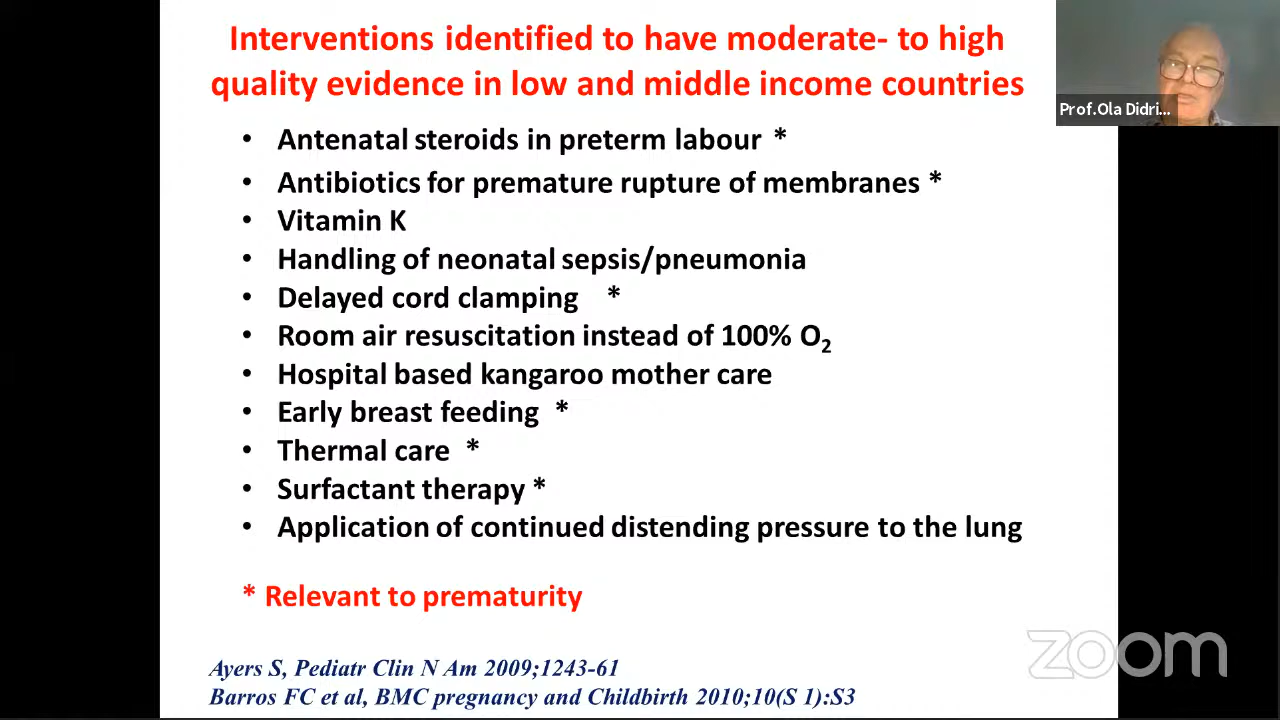 Interventions identified to have moderate- to high
quality evidence in low and middle income countries
Prof.Ola Didri...
• Antenatal steroids in preterm labour *
• Antibiotics for premature rupture of membranes *
• Vitamin K
• Handling of neonatal sepsis/pneumonia
• Delayed cord clamping *
• Room air resuscitation instead of 100% O₂
• Hospital based kangaroo mother care
• Early breast feeding *
• Thermal care *
• Surfactant therapy *
• Application of continued distending pressure to the lung
* Relevant to prematurity
zoom
Ayers S, Pediatr Clin N Am 2009;1243-61
Barros FC et al, BMC pregnancy and Childbirth 2010;10(S 1):S3